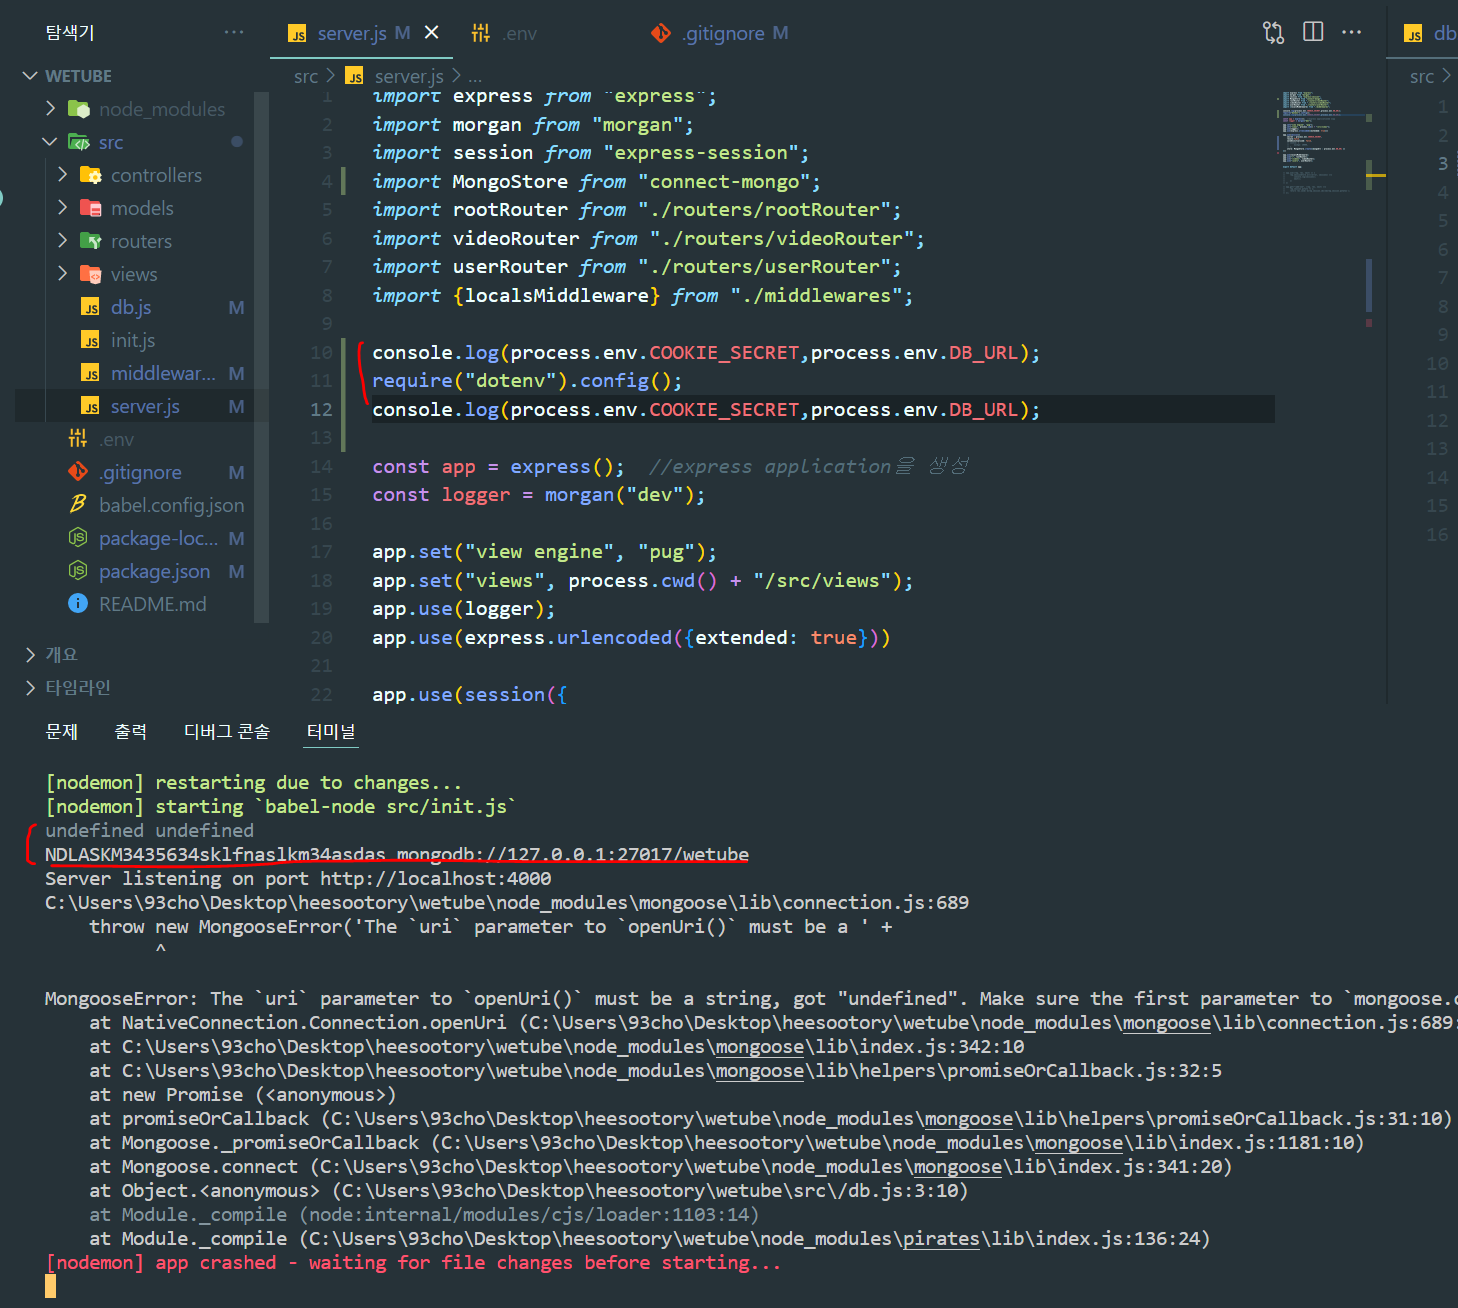 탐색기 ···
server.js M
.env
.gitignore M
db
WETUBE
node_modules
src
controllers
models
routers
views
db.js M
init.js
middlewar... M
server.js M
.env
.gitignore M
babel.config.json
package-loc... M
package.json M
README.md
개요
타임라인
src > server.js > ...
src >
1 import express from "express";
2 import morgan from "morgan";
3 import session from "express-session";
4 import MongoStore from "connect-mongo";
5 import rootRouter from "./routers/rootRouter";
6 import videoRouter from "./routers/videoRouter";
7 import userRouter from "./routers/userRouter";
8 import {localsMiddleware} from "./middlewares";
9
10 console.log(process.env.COOKIE_SECRET,process.env.DB_URL);
11 require("dotenv").config();
12 console.log(process.env.COOKIE_SECRET,process.env.DB_URL);
13
14 const app = express();  //express application을 생성
15 const logger = morgan("dev");
16
17 app.set("view engine", "pug");
18 app.set("views", process.cwd() + "/src/views");
19 app.use(logger);
20 app.use(express.urlencoded({extended: true}))
21
22 app.use(session({
1
2
3
4
5
6
7
8
9
10
11
12
13
14
15
16
문제 출력 디버그 콘솔 터미널
[nodemon] restarting due to changes...
[nodemon] starting `babel-node src/init.js`
undefined undefined
NDLASKM3435634sklfnaslkm34asdas mongodb://127.0.0.1:27017/wetube
Server listening on port http://localhost:4000
C:\Users\93cho\Desktop\heesootory\wetube\node_modules\mongoose\lib\connection.js:689
    throw new MongooseError('The `uri` parameter to `openUri()` must be a ' +
          ^
MongooseError: The `uri` parameter to `openUri()` must be a string, got "undefined". Make sure the first parameter to `mongoose.c
    at NativeConnection.Connection.openUri (C:\Users\93cho\Desktop\heesootory\wetube\node_modules\mongoose\lib\connection.js:689:
    at C:\Users\93cho\Desktop\heesootory\wetube\node_modules\mongoose\lib\index.js:342:10
    at C:\Users\93cho\Desktop\heesootory\wetube\node_modules\mongoose\lib\helpers\promiseOrCallback.js:32:5
    at new Promise (<anonymous>)
    at promiseOrCallback (C:\Users\93cho\Desktop\heesootory\wetube\node_modules\mongoose\lib\helpers\promiseOrCallback.js:31:10)
    at Mongoose._promiseOrCallback (C:\Users\93cho\Desktop\heesootory\wetube\node_modules\mongoose\lib\index.js:1181:10)
    at Mongoose.connect (C:\Users\93cho\Desktop\heesootory\wetube\node_modules\mongoose\lib\index.js:341:20)
    at Object.<anonymous> (C:\Users\93cho\Desktop\heesootory\wetube\src\/db.js:3:10)
    at Module._compile (node:internal/modules/cjs/loader:1103:14)
    at Module._compile (C:\Users\93cho\Desktop\heesootory\wetube\node_modules\pirates\lib\index.js:136:24)
[nodemon] app crashed - waiting for file changes before starting...